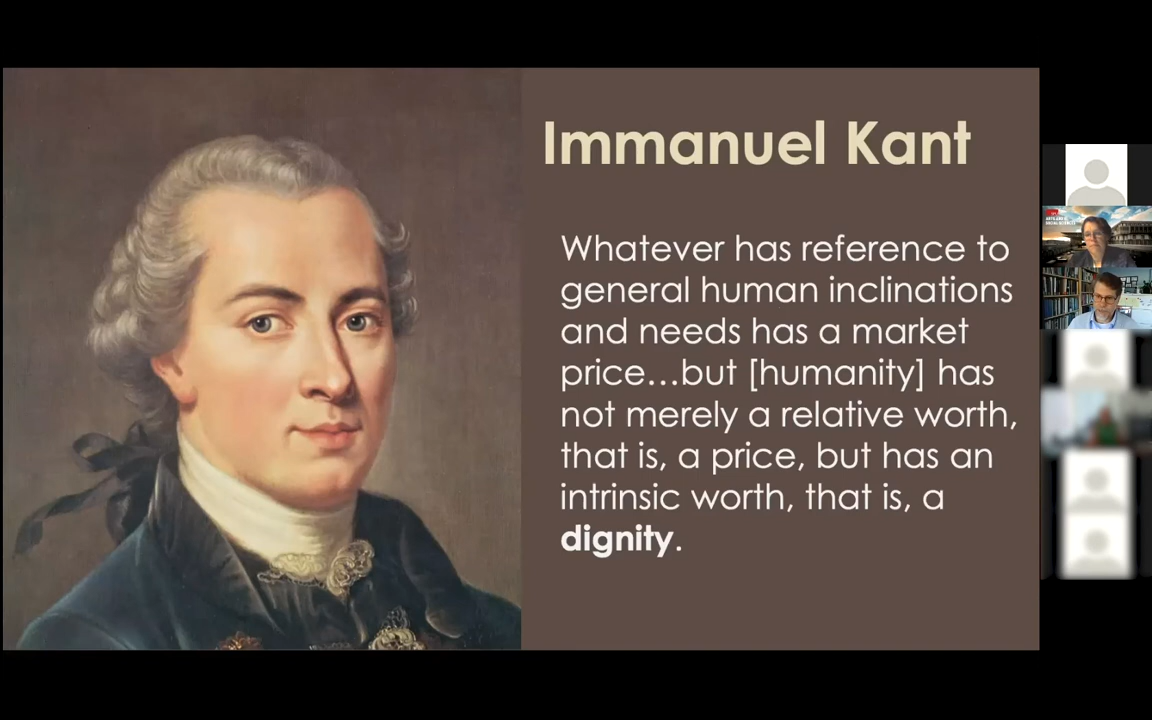 Immanuel Kant
Whatever has reference to
general human inclinations
and needs has a market
price…but [humanity] has
not merely a relative worth,
that is, a price, but has an
intrinsic worth, that is, a
dignity.